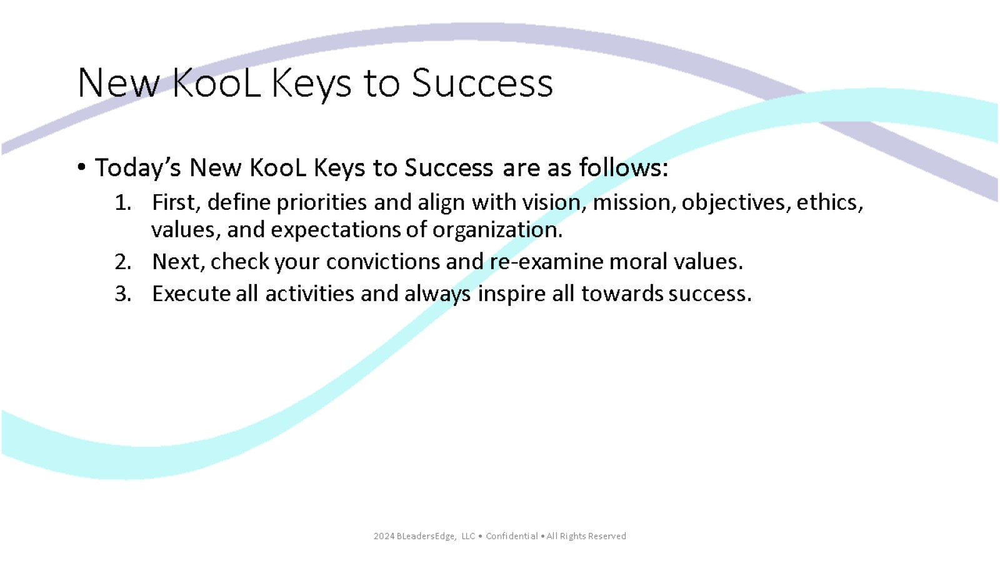 New KooL Keys to Success
• Today’s New KooL Keys to Success are as follows:
1. First, define priorities and align with vision, mission, objectives, ethics,
values, and expectations of organization.
2. Next, check your convictions and re-examine moral values.
3. Execute all activities and always inspire all towards success.
2024 BLeadersEdge, LLC • Confidential • All Rights Reserved